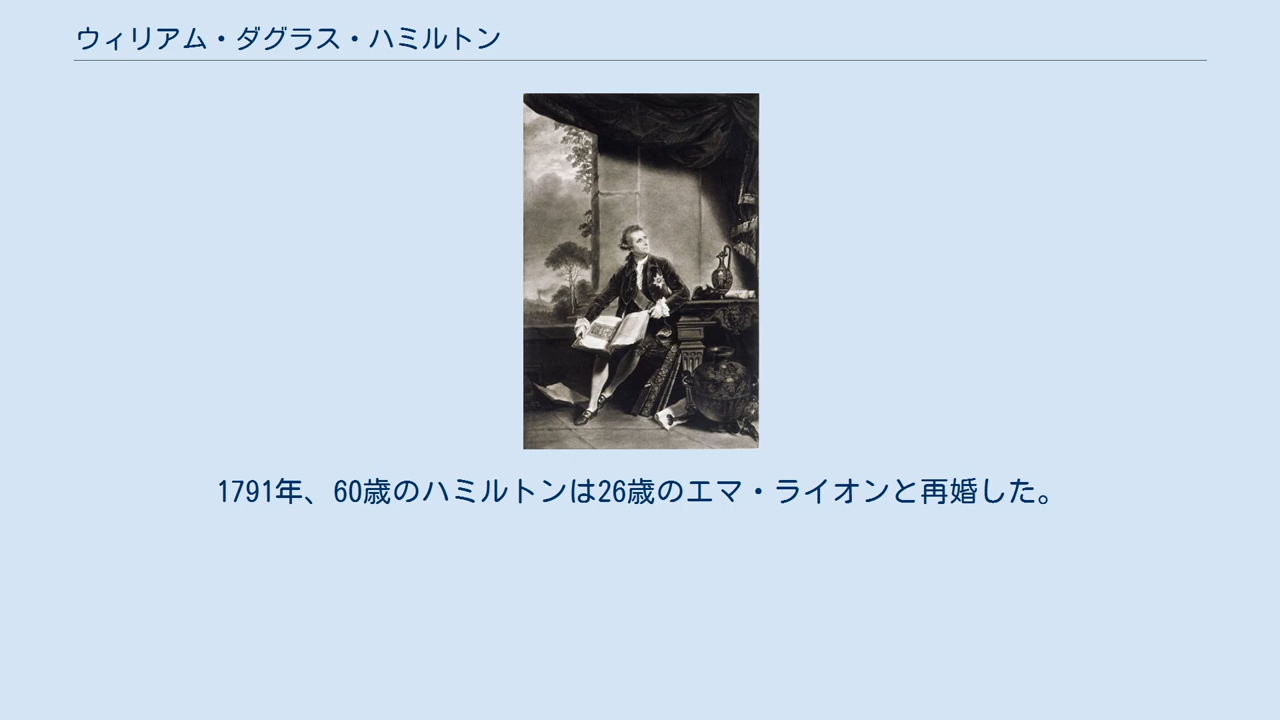 ウィリアム・ダグラス・ハミルトン
1791年、60歳のハミルトンは26歳のエマ・ライオンと再婚した。